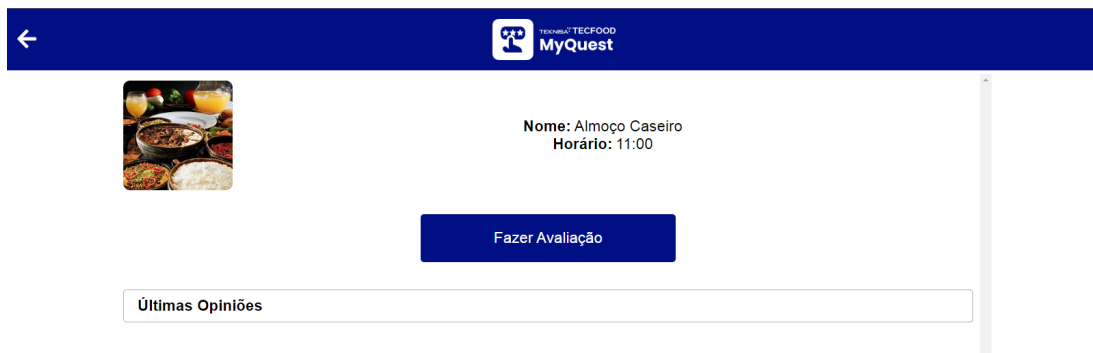 TEKNISA TECFOOD
MyQuest
Nome: Almoço Caseiro
Horário: 11:00
Fazer Avaliação
Últimas Opiniões